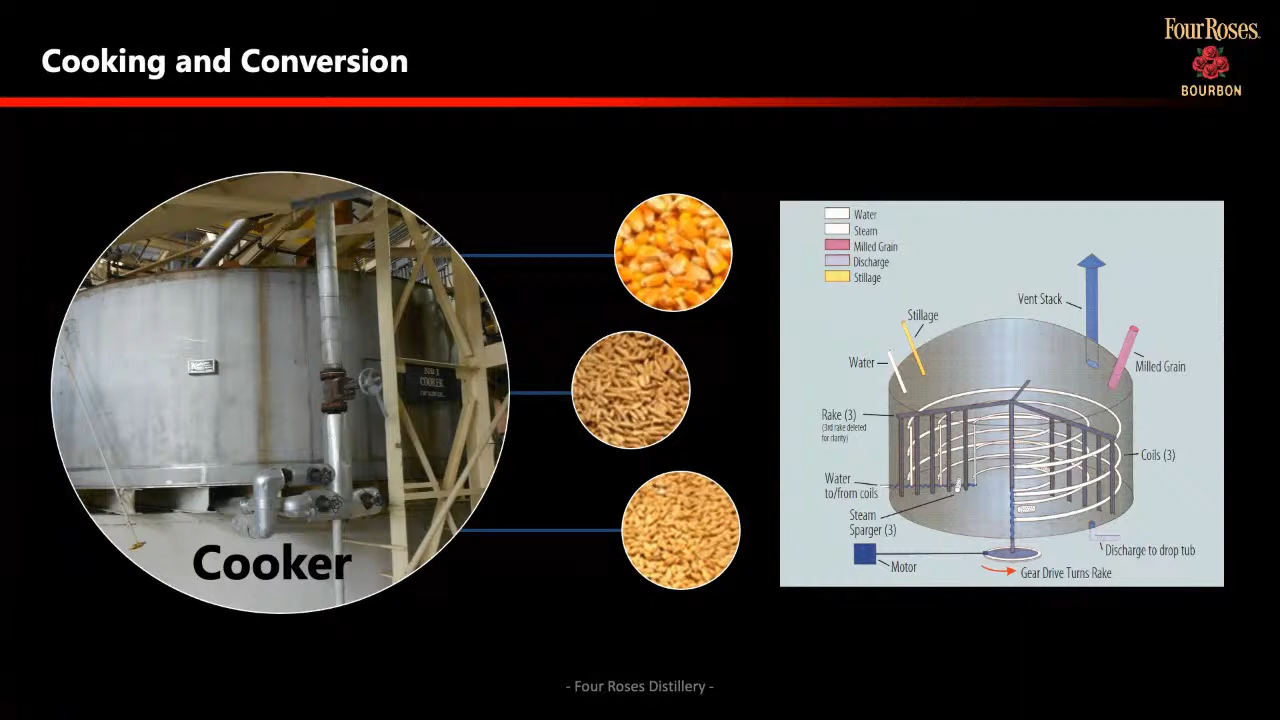 Cooking and Conversion
Four Roses
BOURBON
COOKER
Cooker
Water
Steam
Milled Grain
Discharge
Stillage
Vent Stack
Stillage
Water
Milled Grain
Rake (3)
(3rd rake deleted
for clarity)
Coils (3)
Water
to/from coils
Steam
Sparger (3)
Discharge to drop tub
Motor
Gear Drive Turns Rake
- Four Roses Distillery -